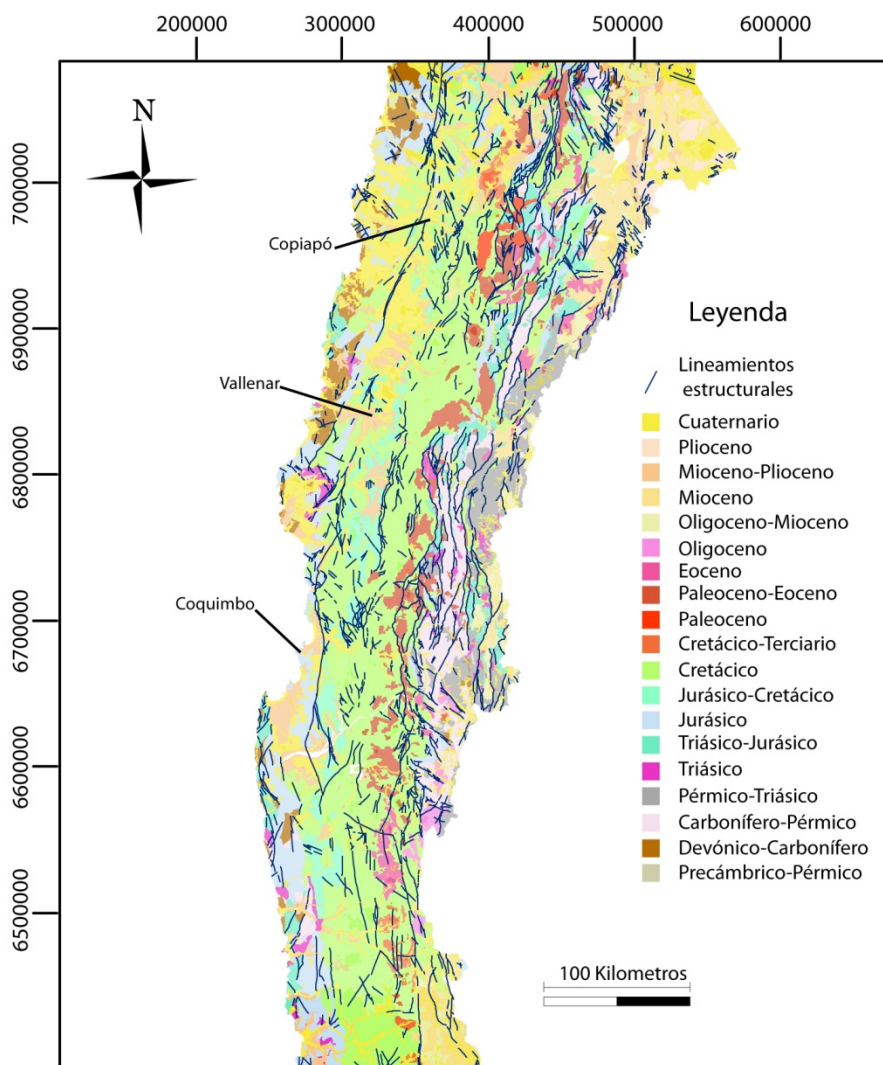 200000 300000 400000 500000 600000
N
7000000
Copiapó
6900000
Leyenda
Lineamientos
estructurales
Vallenar
Cuaternario
Plioceno
6800000
Mioceno-Plioceno
Mioceno
Oligoceno-Mioceno
Oligoceno
Eoceno
Coquimbo
Paleoceno-Eoceno
6700000
Paleoceno
Cretácico-Terciario
Cretácico
Jurásico-Cretácico
Jurásico
6600000
Triásico-Jurásico
Triásico
Pérmico-Triásico
Carbonífero-Pérmico
Devónico-Carbonífero
Precámbrico-Pérmico
6500000
100 Kilometros